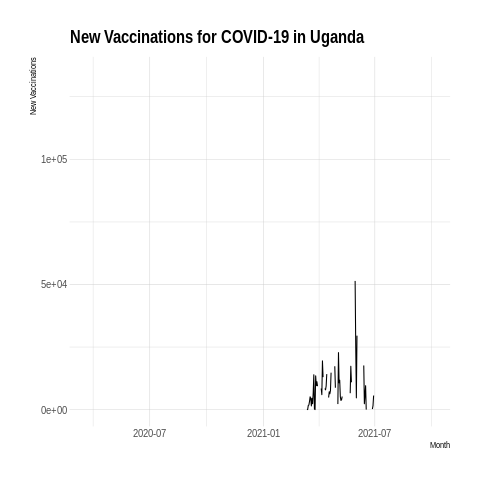 New Vaccinations for COVID-19 in Uganda
New Vaccinations
1e+05
5e+04
0e+00
2020-07 2021-01 2021-07
Month